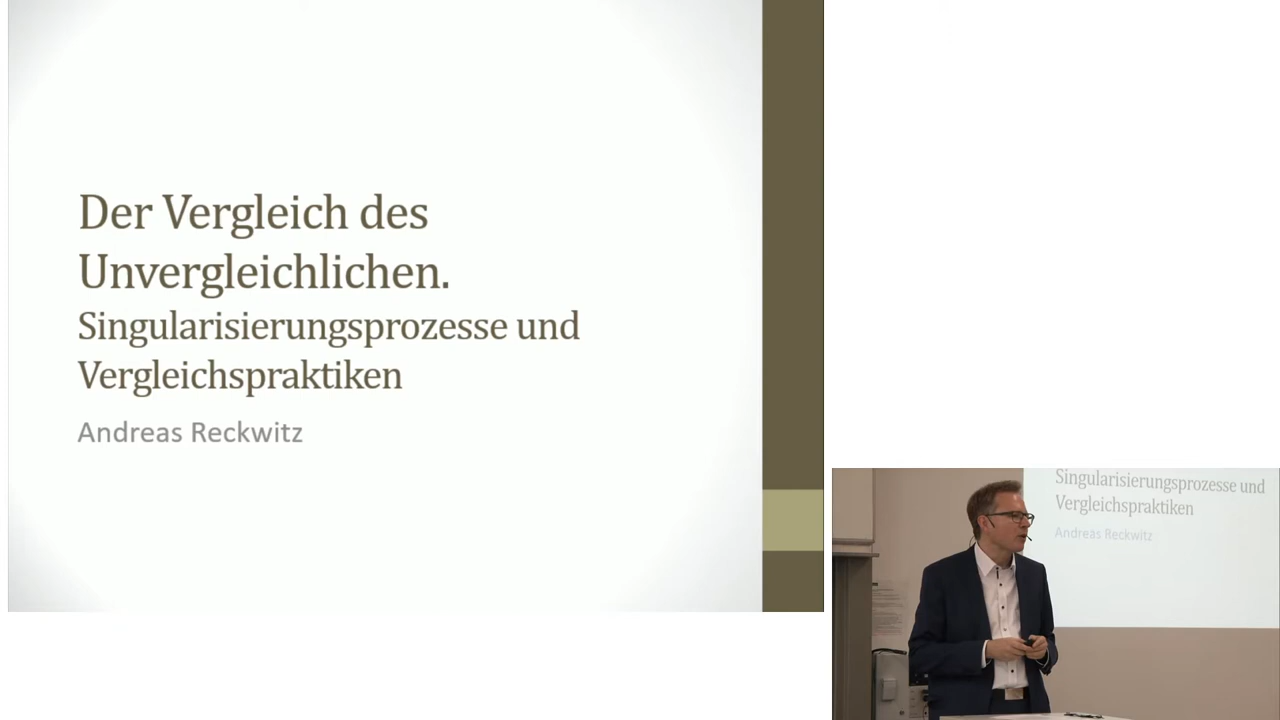 Der Vergleich des
Unvergleichlichen.
Singularisierungsprozesse und
Vergleichspraktiken
Andreas Reckwitz
Singularisierungsprozesse und
Vergleichspraktiken
Andreas Reckwitz